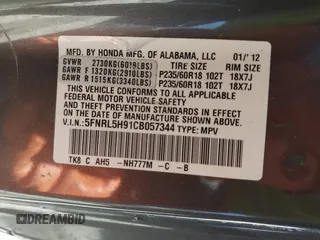 MFD. BY HONDA MFG. OF ALABAMA, LLC 01/'12
GVWR 2730KG(6019LBS) TIRE SIZE RIM SIZE
GAWR F 1320KG(2910LBS) P235/60R18 102T 18X7J
GAWR R 1515KG(3340LBS) P235/60R18 102T 18X7J
THIS VEHICLE CONFORMS TO ALL APPLICABLE FEDERAL MOTOR VEHICLE
SAFETY AND THEFT PREVENTION STANDARDS IN EFFECT ON THE DATE OF
MANUFACTURE SHOWN ABOVE.
V.I.N.: 5FNRL5H91CB057344 TYPE: MPV
TK8 C AH5 -NH777M -C -B
DREAMBID